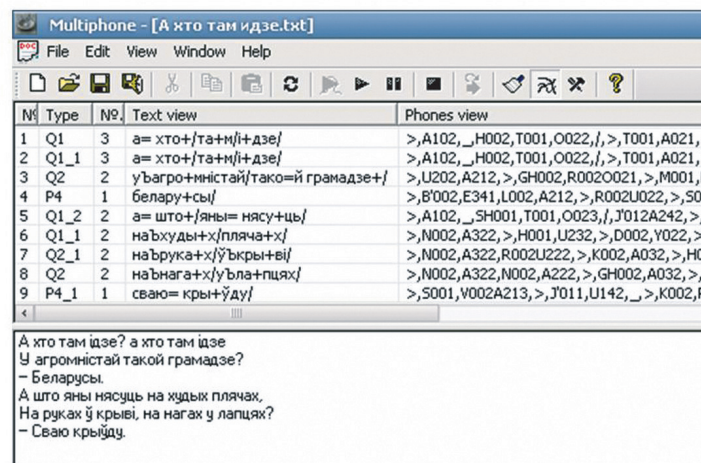 Multiphone - [А хто там идзе.txt]
File Edit View Window Help
№ Type №. Text view Phones view
1 Q1 3 а= хто+/та+м/і+дзе/ >,A102,_,H002,T001,O022,/,>,T001,A021,
2 Q1_1 3 а= хто+/та+м/і+дзе/ >,A102,_,H002,T001,O022,/,>,T001,A021,
3 Q2 2 уЪагро+мністай/тако=й грамадзе+/ >,U202,A212,>,GH002,R002O021,>,M001,
4 P4 1 белару+сы/ >,B'002,E341,L002,A212,>,R002U022,>,S0
5 Q1_2 2 а= што+/яны= нясу+ць/ >,A102,_,SH001,T001,O023,/,J'012A242,>,
6 Q1_1 2 наЪхуды+х/пляча+х/ >,N002,A322,>,H001,U232,>,D002,Y022,>,
7 Q2_1 2 наЪрука+х/ўЪкры+ві/ >,N002,A322,R002U222,>,K002,A032,>,H0
8 Q2 2 наЪнага+х/уЪла+пцях/ >,N002,A322,N002,A222,>,GH002,A032,>,
9 P4_1 1 сваю= кры+ўду/ >,S001,V002A213,>,J'011,U142,_,>,K002,
А хто там ідзе? а хто там ідзе
У агромністай такой грамадзе?
– Беларусы.
А што яны нясуць на худых плячах,
На руках ў крыві, на нагах у лапцях?
– Сваю крыўду.